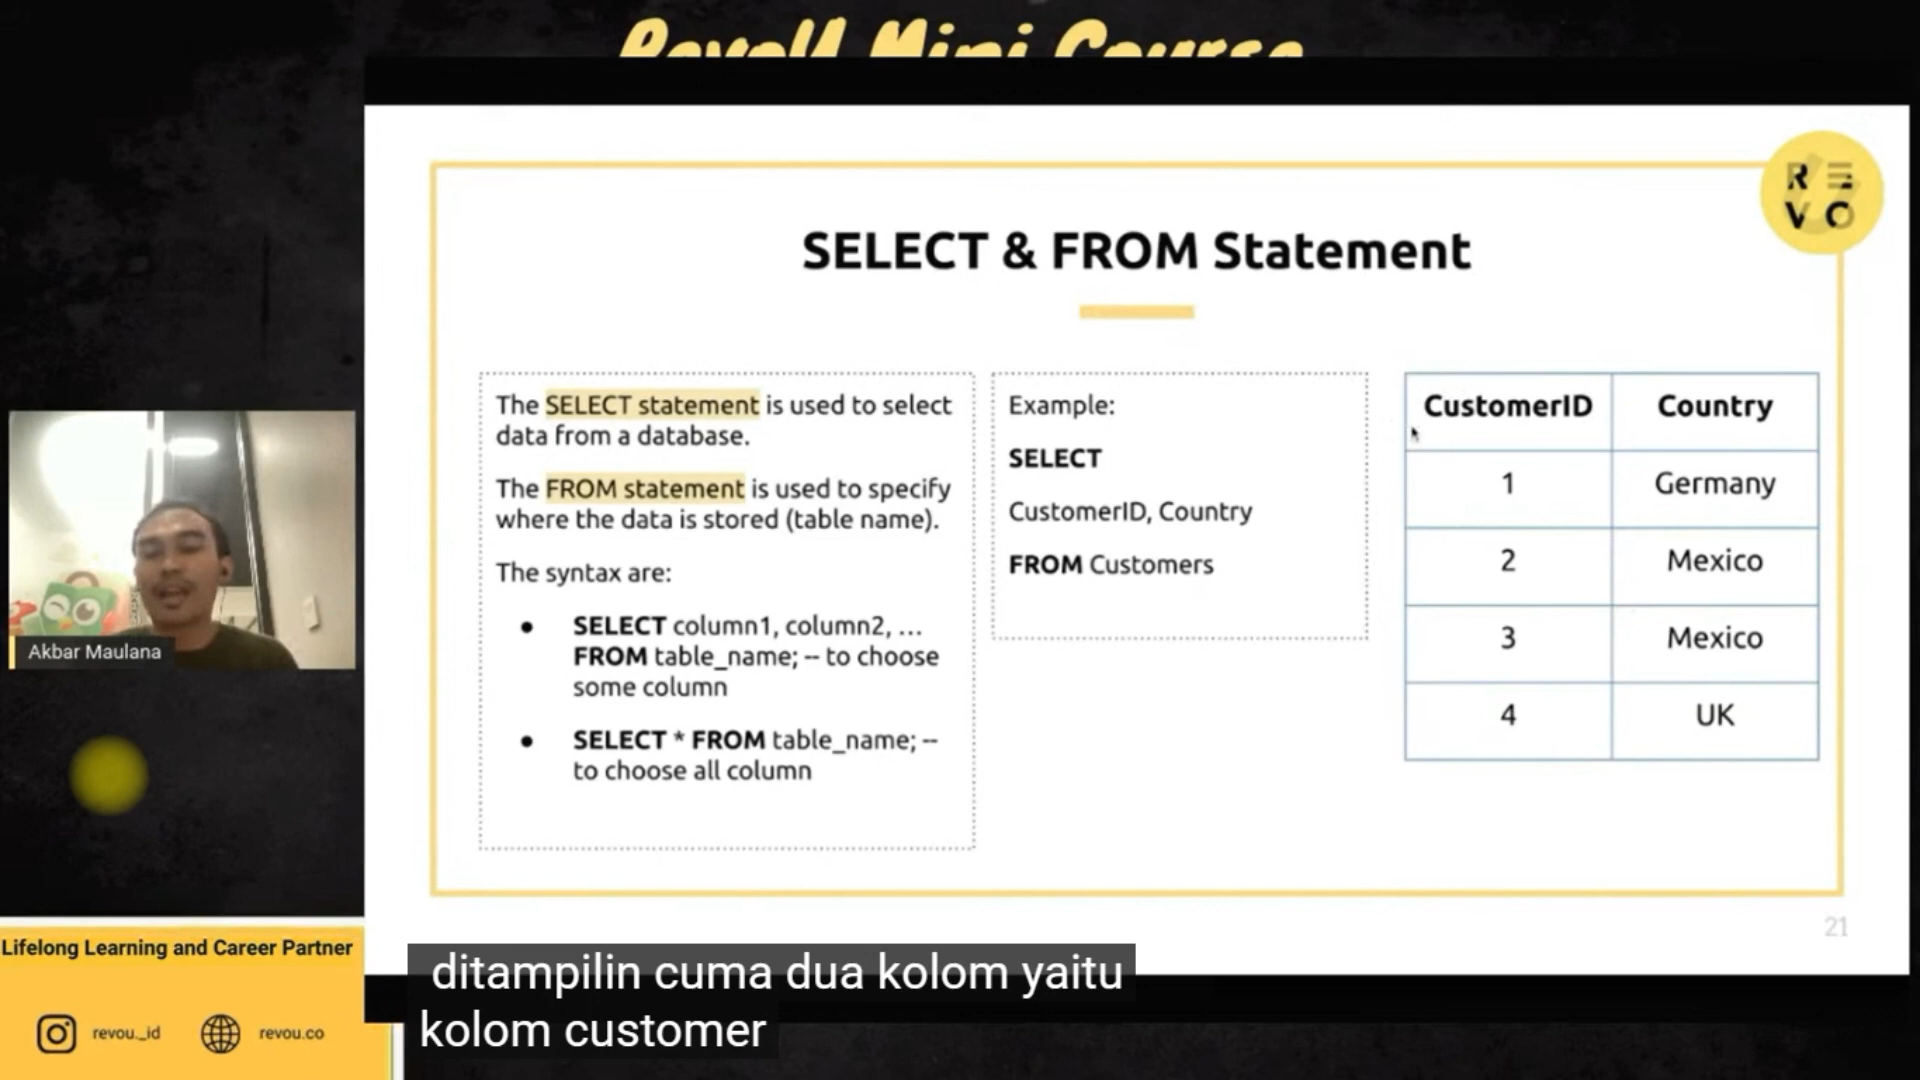 RevoU Mini Course
R E
V O
SELECT & FROM Statement
The SELECT statement is used to select
data from a database.
The FROM statement is used to specify
where the data is stored (table name).
The syntax are:
● SELECT column1, column2, ...
FROM table_name; -- to choose
some column
● SELECT * FROM table_name; --
to choose all column
Example:
SELECT
CustomerID, Country
FROM Customers
CustomerID Country
1 Germany
2 Mexico
3 Mexico
4 UK
Akbar Maulana
21
Lifelong Learning and Career Partner
revou_id revou.co
ditampilin cuma dua kolom yaitu
kolom customer